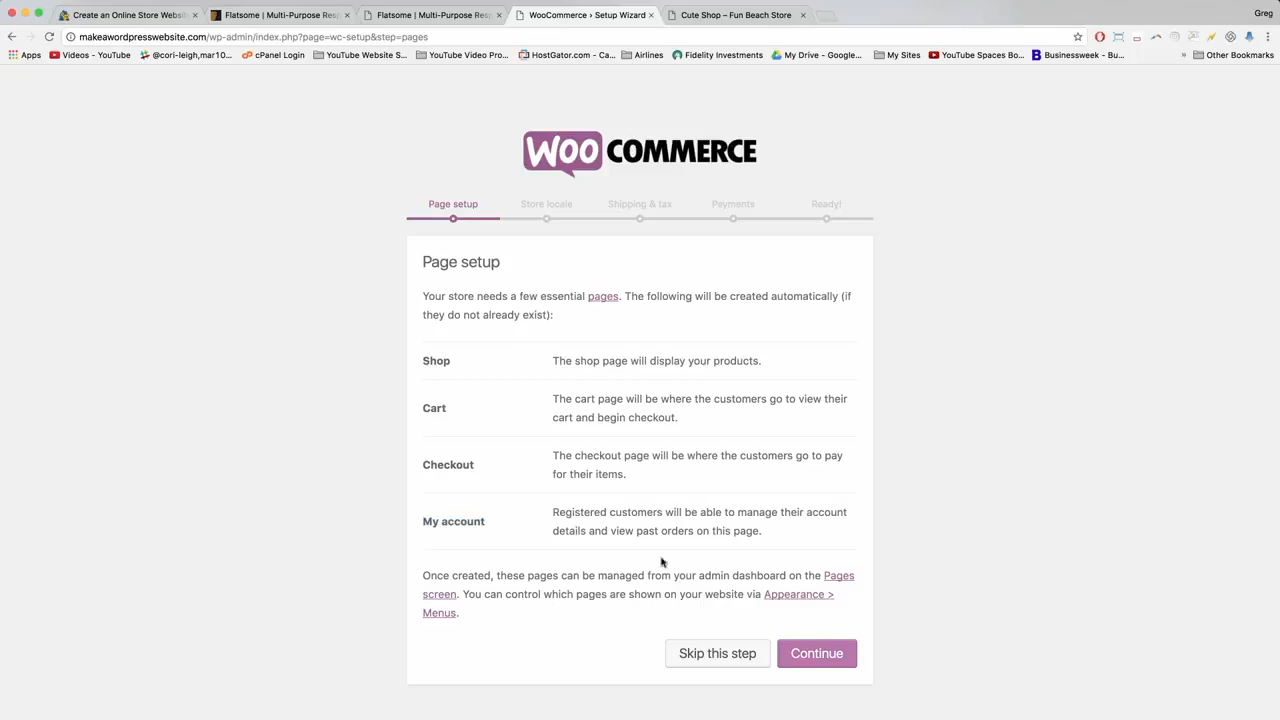 Create an Online Store Websit
Flatsome | Multi-Purpose Resp
Flatsome | Multi-Purpose Resp
WooCommerce › Setup Wizard
Cute Shop – Fun Beach Store
Greg
makeawordpresswebsite.com/wp-admin/index.php?page=wc-setup&step=pages
Apps
Videos - YouTube
@cori-leigh,mar10...
cPanel Login
YouTube Website S...
YouTube Video Pro...
HostGator.com - Ca...
Airlines
Fidelity Investments
My Drive - Google...
My Sites
YouTube Spaces Bo...
Businessweek - Bu...
» Other Bookmarks
WOO COMMERCE
Page setup
Store locale
Shipping & tax
Payments
Ready!
Page setup
Your store needs a few essential pages. The following will be created automatically (if
they do not already exist):
Shop
The shop page will display your products.
Cart
The cart page will be where the customers go to view their
cart and begin checkout.
Checkout
The checkout page will be where the customers go to pay
for their items.
My account
Registered customers will be able to manage their account
details and view past orders on this page.
Once created, these pages can be managed from your admin dashboard on the Pages
screen. You can control which pages are shown on your website via Appearance >
Menus.
Skip this step
Continue